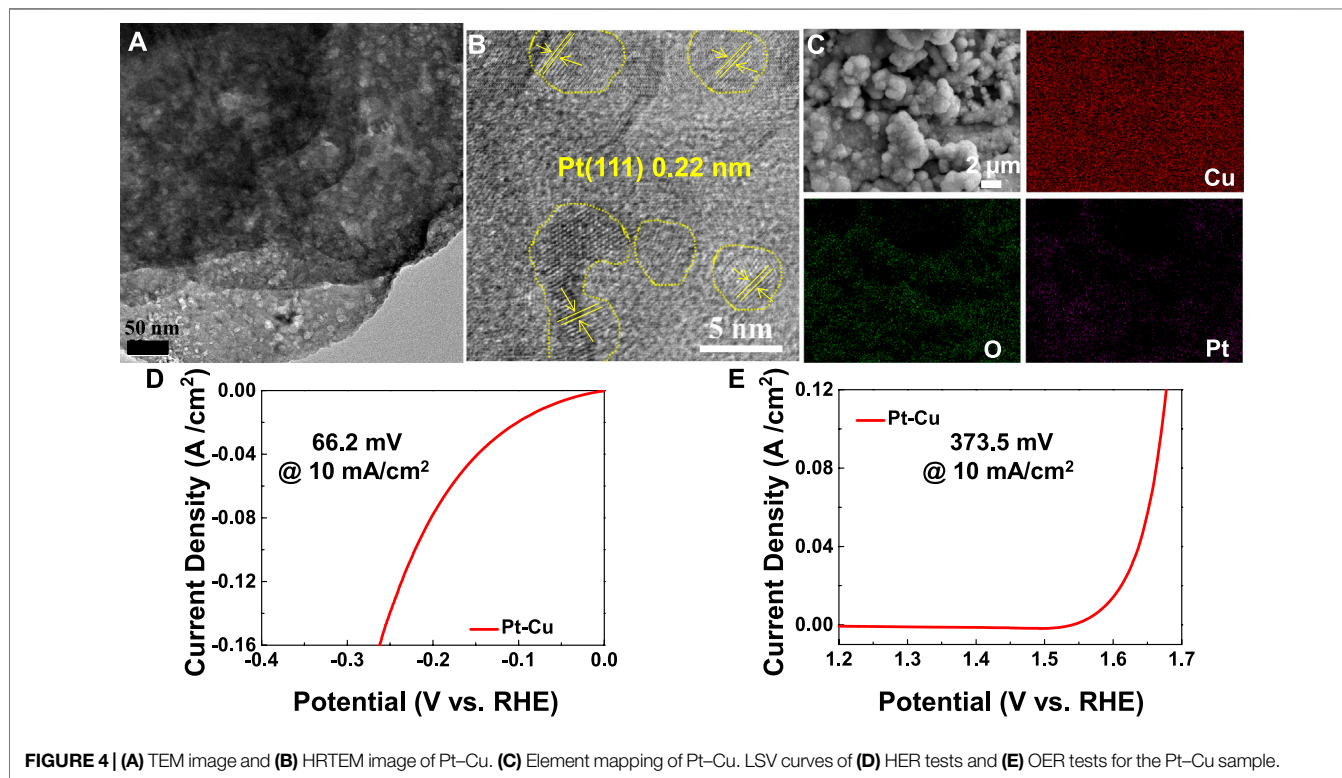 A
50 nm
B
Pt(111) 0.22 nm
5 nm
C
2 μm
Cu
O
Pt
D
Current Density (A /cm²)
0.00
-0.04
-0.08
-0.12
-0.16
66.2 mV
@ 10 mA/cm²
Pt-Cu
-0.4
-0.3
-0.2
-0.1
0.0
Potential (V vs. RHE)
E
Current Density (A /cm²)
0.12
0.08
0.04
0.00
Pt-Cu
373.5 mV
@ 10 mA/cm²
1.2
1.3
1.4
1.5
1.6
1.7
Potential (V vs. RHE)
FIGURE 4 | (A) TEM image and (B) HRTEM image of Pt–Cu. (C) Element mapping of Pt–Cu. LSV curves of (D) HER tests and (E) OER tests for the Pt–Cu sample.